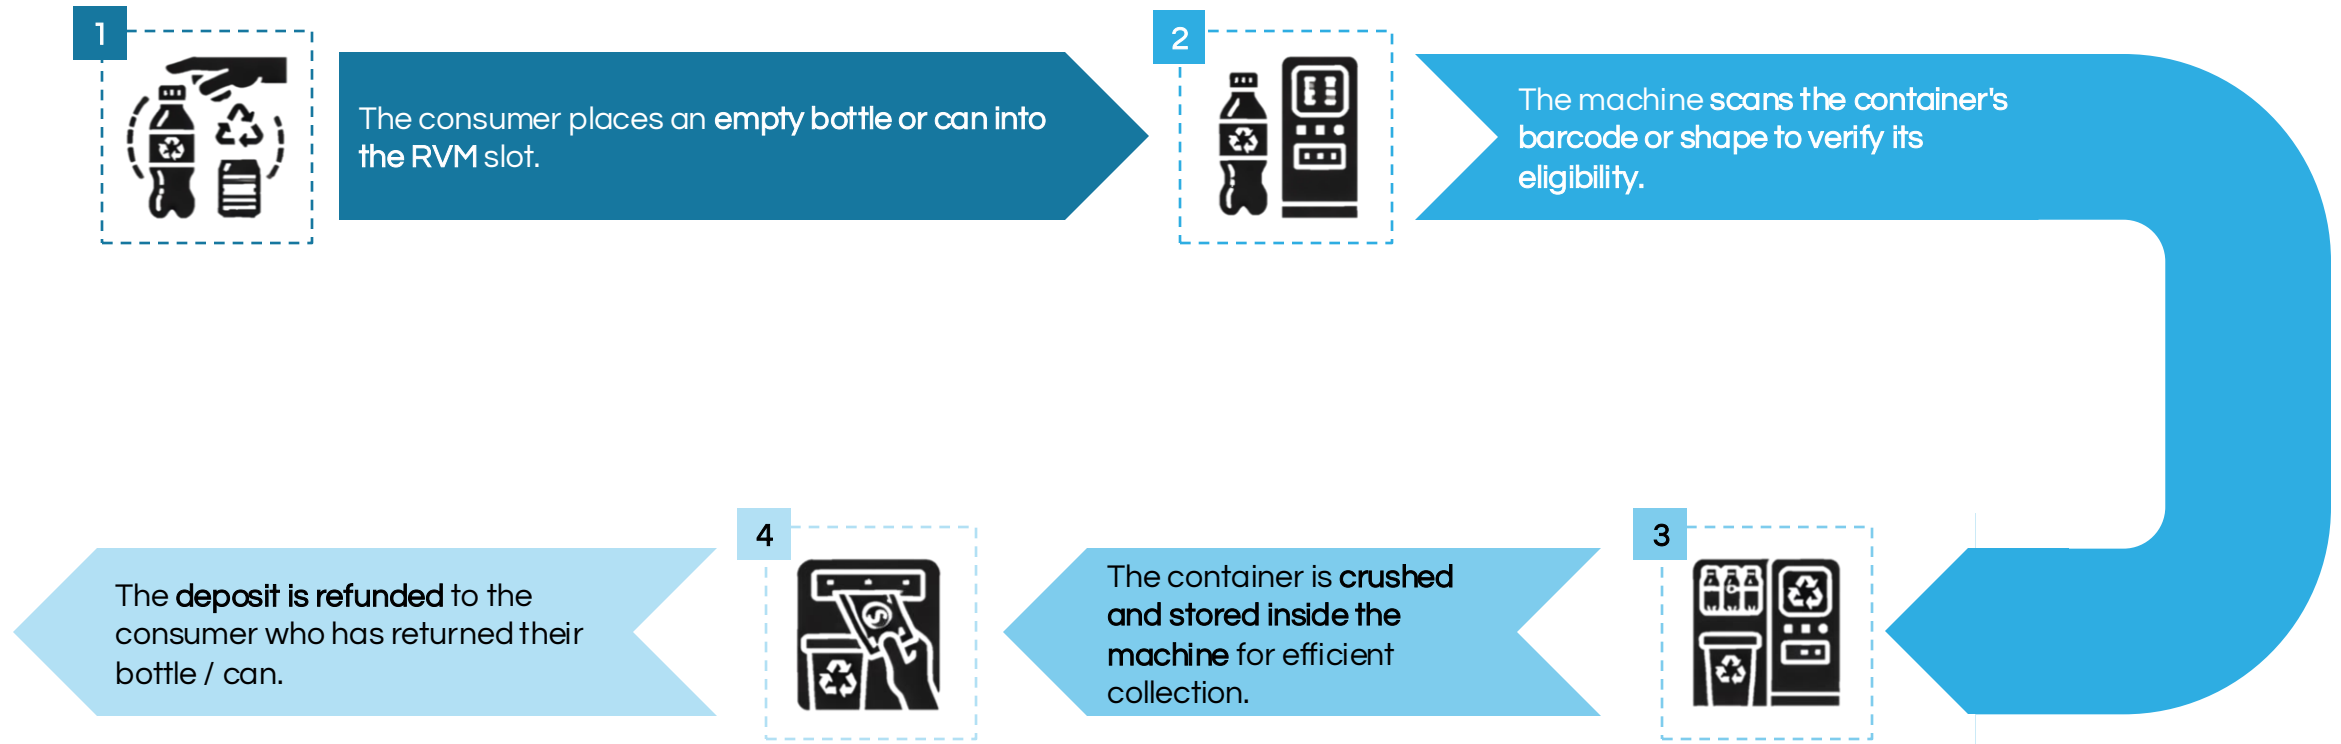 1
The consumer places an empty bottle or can into
the RVM slot.
2
The machine scans the container's
barcode or shape to verify its
eligibility.
3
The container is crushed
and stored inside the
machine for efficient
collection.
4
The deposit is refunded to the
consumer who has returned their
bottle / can.